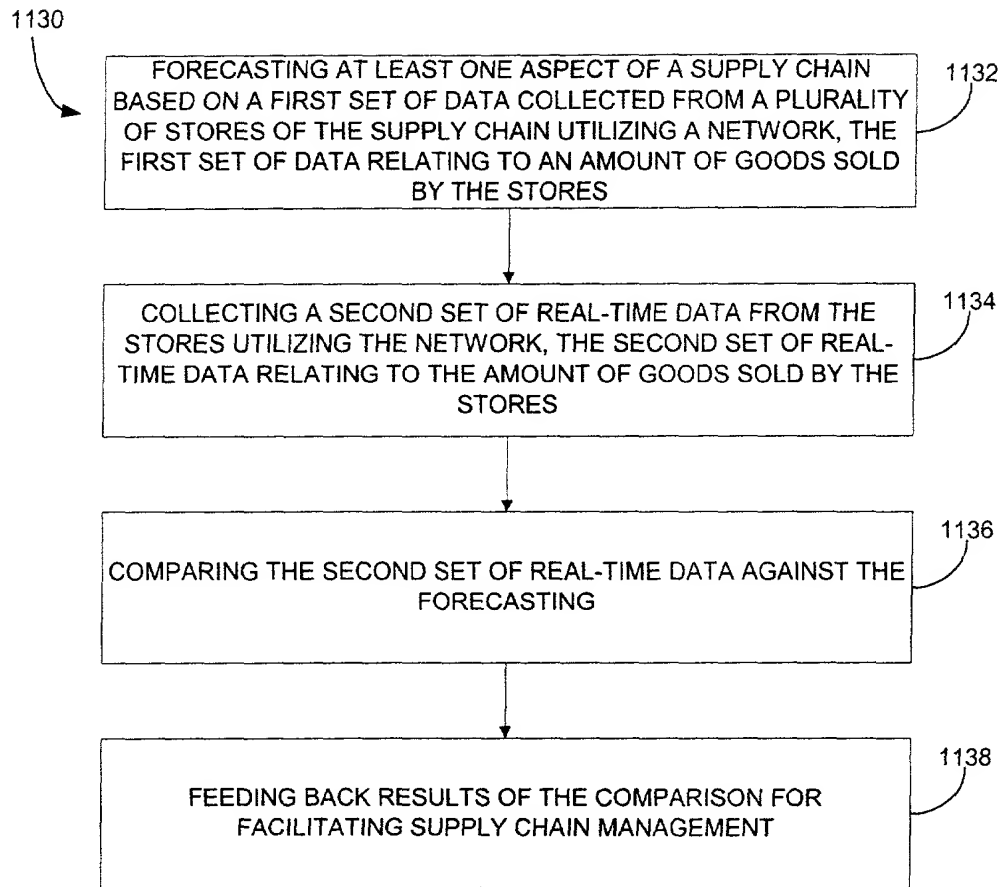 1130
FORECASTING AT LEAST ONE ASPECT OF A SUPPLY CHAIN
BASED ON A FIRST SET OF DATA COLLECTED FROM A PLURALITY
OF STORES OF THE SUPPLY CHAIN UTILIZING A NETWORK, THE
FIRST SET OF DATA RELATING TO AN AMOUNT OF GOODS SOLD
BY THE STORES
1132
COLLECTING A SECOND SET OF REAL-TIME DATA FROM THE
STORES UTILIZING THE NETWORK, THE SECOND SET OF REAL-
TIME DATA RELATING TO THE AMOUNT OF GOODS SOLD BY THE
STORES
1134
COMPARING THE SECOND SET OF REAL-TIME DATA AGAINST THE
FORECASTING
1136
FEEDING BACK RESULTS OF THE COMPARISON FOR
FACILITATING SUPPLY CHAIN MANAGEMENT
1138